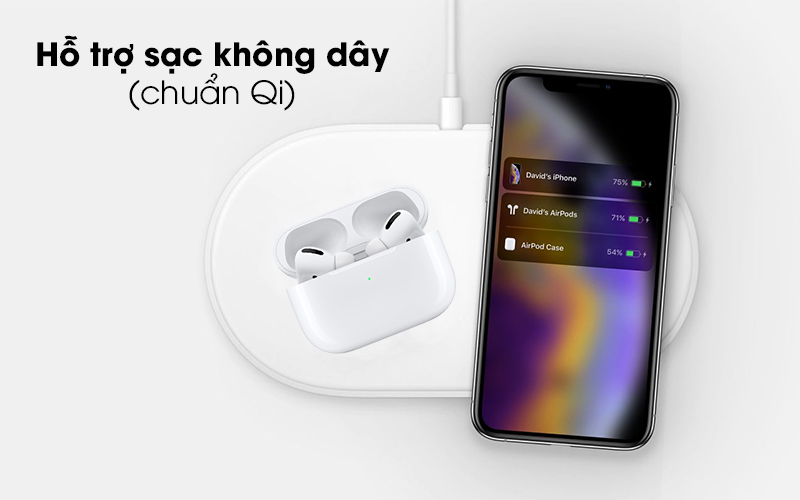 Hỗ trợ sạc không dây
(chuẩn Qi)
David's iPhone 75%
David's AirPods 71%
AirPod Case 54%